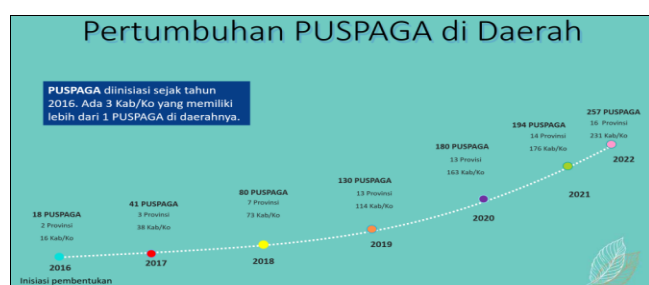 Pertumbuhan PUSPAGA di Daerah
PUSPAGA diinisiasi sejak tahun
2016. Ada 3 Kab/Ko yang memiliki
lebih dari 1 PUSPAGA di daerahnya.
18 PUSPAGA
2 Provinsi
16 Kab/Ko
2016
Inisiasi pembentukan
41 PUSPAGA
3 Provinsi
38 Kab/Ko
2017
80 PUSPAGA
7 Provinsi
73 Kab/Ko
2018
130 PUSPAGA
13 Provinsi
114 Kab/Ko
2019
180 PUSPAGA
13 Provisi
163 Kab/Ko
2020
194 PUSPAGA
14 Provinsi
176 Kab/Ko
2021
257 PUSPAGA
16 Provinsi
231 Kab/Ko
2022